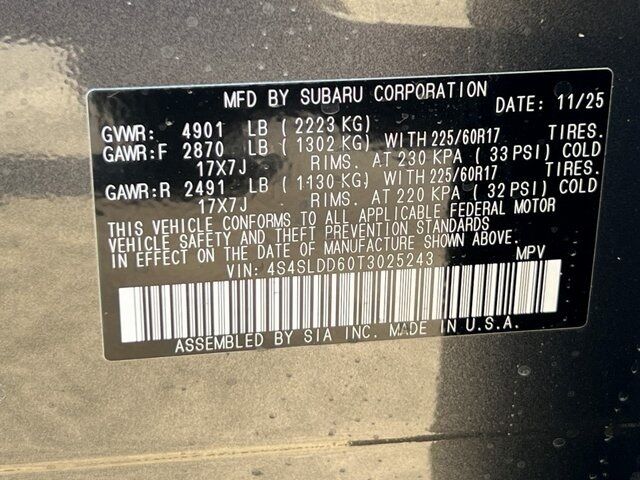 MFD BY SUBARU CORPORATION DATE: 11/25
GVWR: 4901 LB (2223 KG)
GAWR:F 2870 LB (1302 KG) WITH 225/60R17 TIRES.
17X7J RIMS. AT 230 KPA (33 PSI) COLD
GAWR:R 2491 LB (1130 KG) WITH 225/60R17 TIRES.
17X7J RIMS. AT 220 KPA (32 PSI) COLD
THIS VEHICLE CONFORMS TO ALL APPLICABLE FEDERAL MOTOR
VEHICLE SAFETY AND THEFT PREVENTION STANDARDS
IN EFFECT ON THE DATE OF MANUFACTURE SHOWN ABOVE.
VIN: 4S4SLDD60T3025243 MPV
ASSEMBLED BY SIA INC. MADE IN U.S.A.